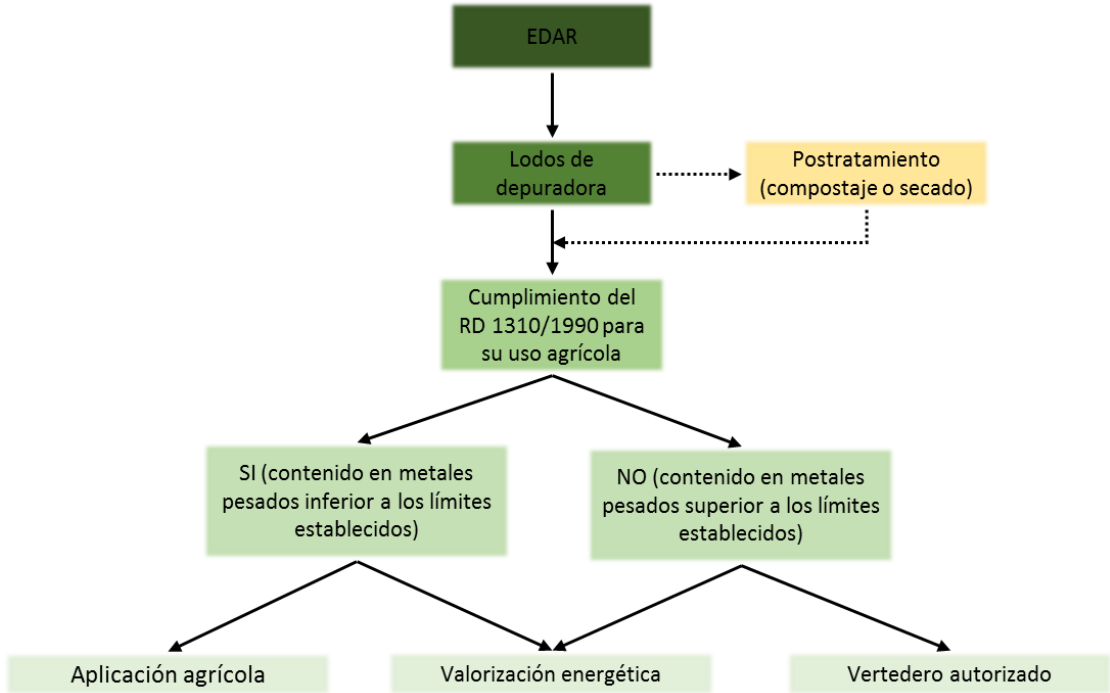 EDAR
Lodos de
depuradora
Postratamiento
(compostaje o secado)
Cumplimiento del
RD 1310/1990 para
su uso agrícola
SI (contenido en metales
pesados inferior a los límites
establecidos)
NO (contenido en metales
pesados superior a los límites
establecidos)
Aplicación agrícola
Valorización energética
Vertedero autorizado